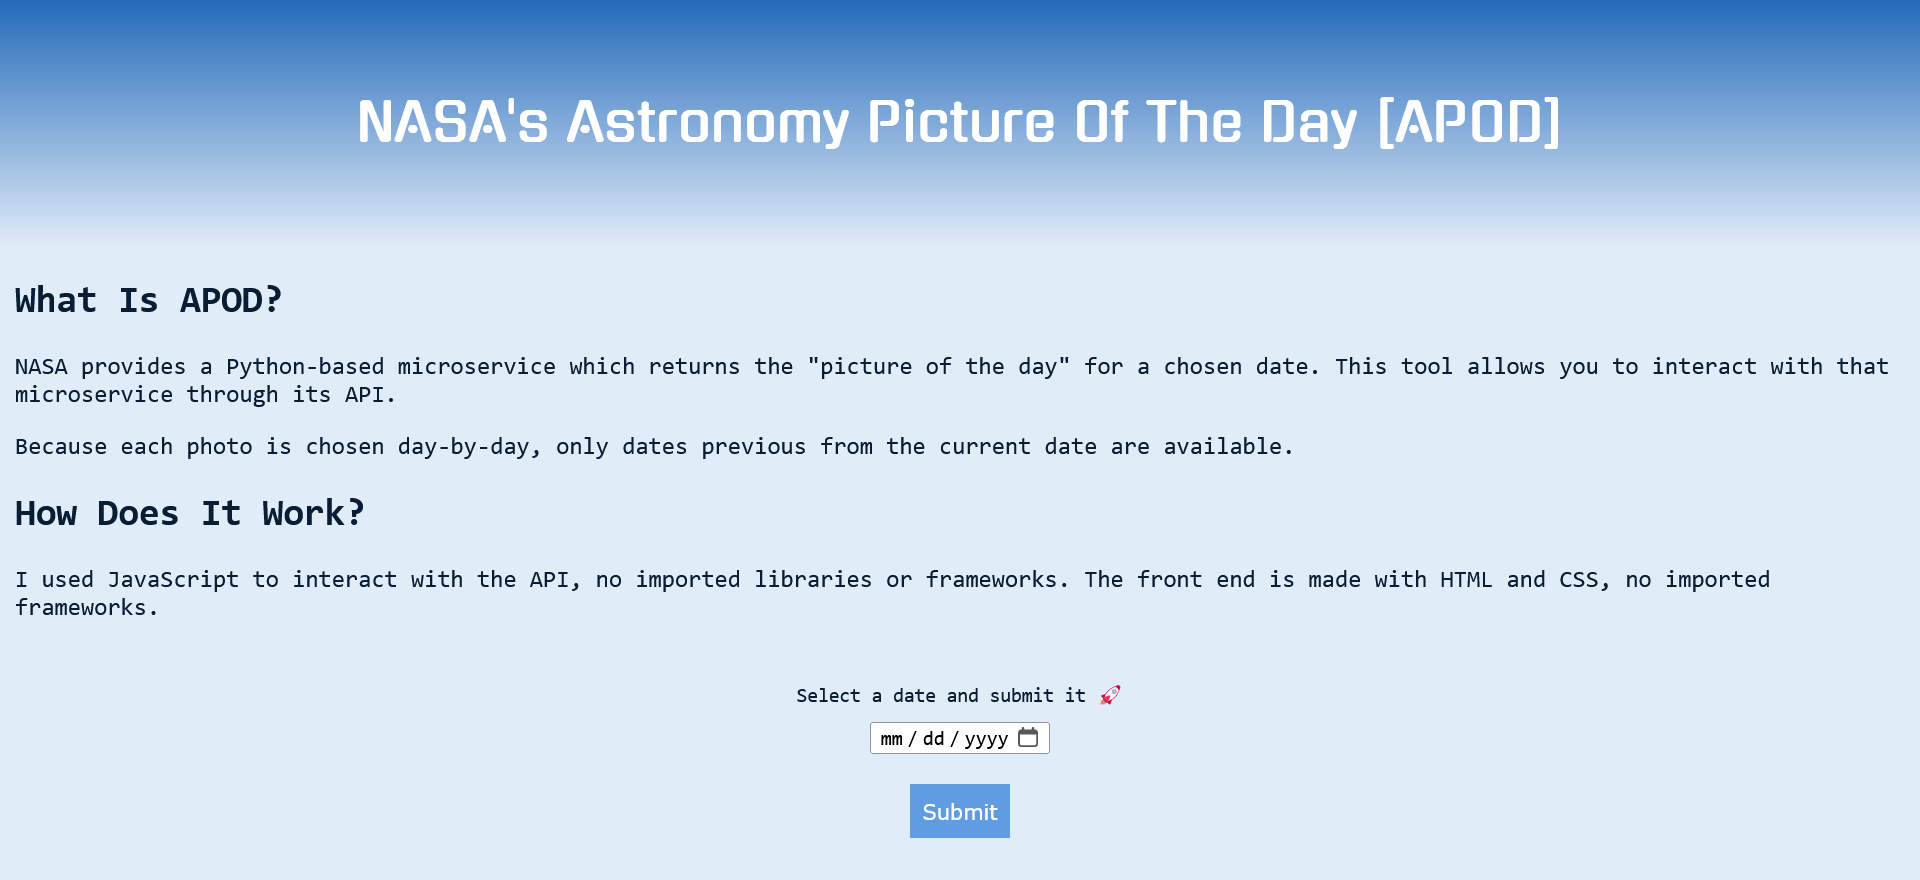 NASA's Astronomy Picture Of The Day [APOD]
What Is APOD?
NASA provides a Python-based microservice which returns the "picture of the day" for a chosen date. This tool allows you to interact with that
microservice through its API.
Because each photo is chosen day-by-day, only dates previous from the current date are available.
How Does It Work?
I used JavaScript to interact with the API, no imported libraries or frameworks. The front end is made with HTML and CSS, no imported
frameworks.
Select a date and submit it 🚀
mm / dd / yyyy
Submit